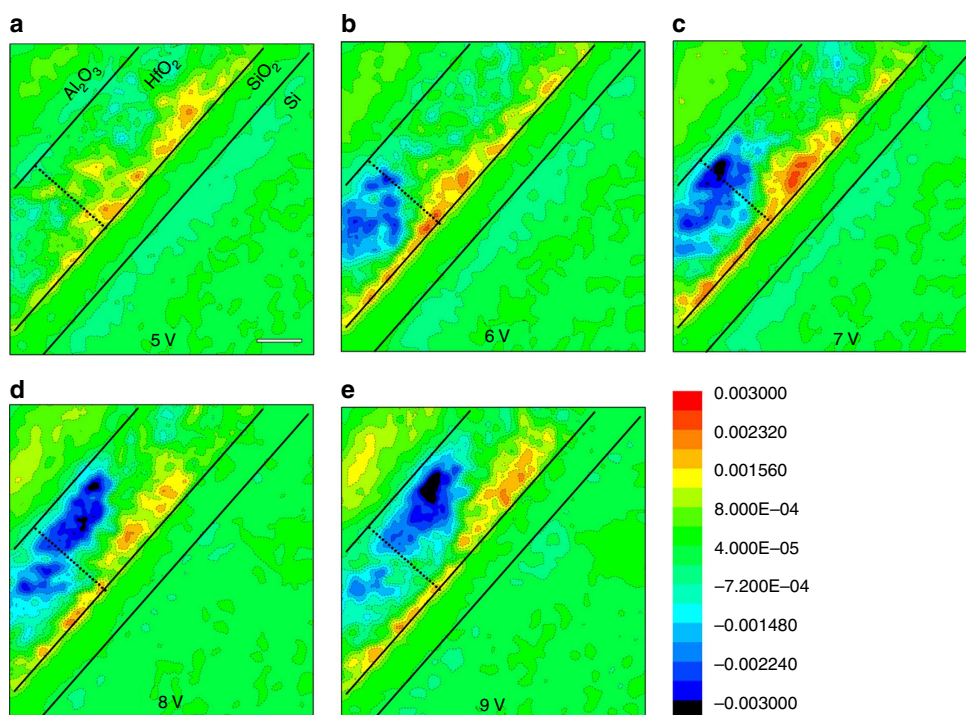 a
b
c
Al₂O₃
HfO₂
SiO₂
Si
5 V
6 V
7 V
d
e
8 V
9 V
0.003000
0.002320
0.001560
8.000E–04
4.000E–05
–7.200E–04
–0.001480
–0.002240
–0.003000